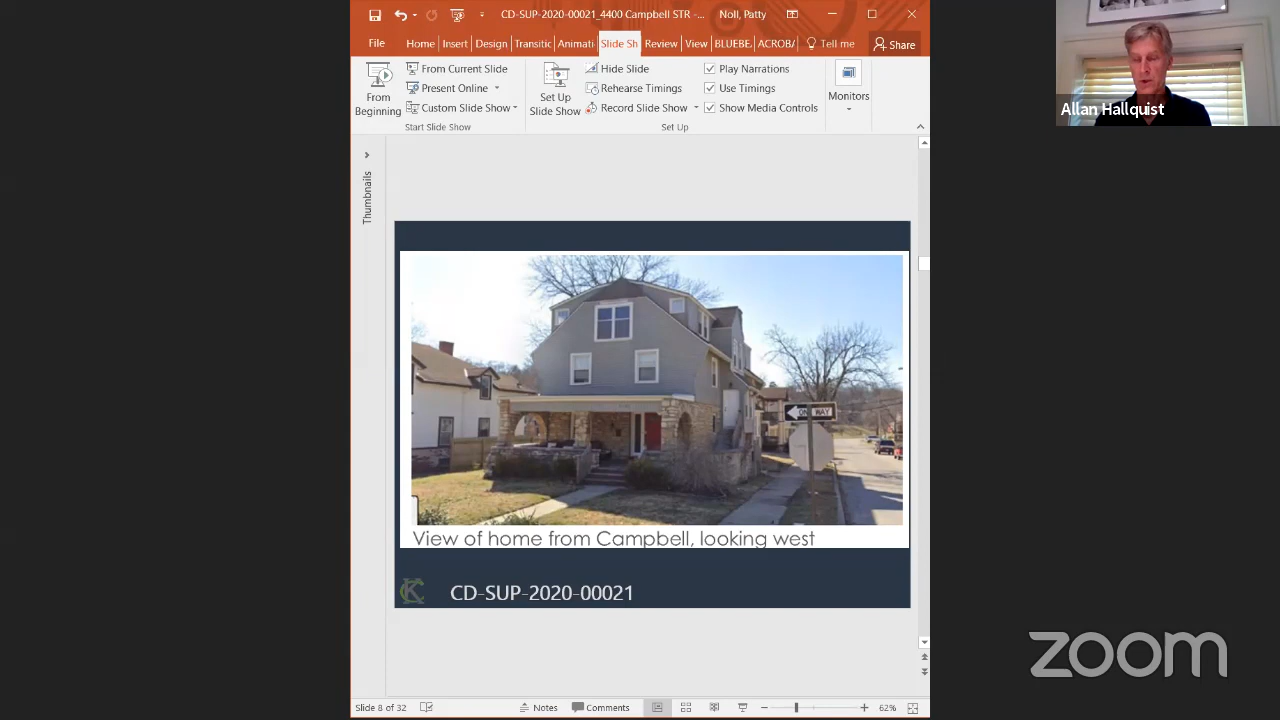 CD-SUP-2020-00021_4400 Campbell STR -...
Noll, Patty
File
Home
Insert
Design
Transitic
Animati
Slide Sh
Review
View
BLUEBE
ACROBA
Tell me
Share
From Beginning
From Current Slide
Present Online
Custom Slide Show
Start Slide Show
Set Up Slide Show
Hide Slide
Rehearse Timings
Record Slide Show
Play Narrations
Use Timings
Show Media Controls
Set Up
Monitors
Thumbnails
ONE WAY
View of home from Campbell, looking west
KC
CD-SUP-2020-00021
Slide 8 of 32
Notes
Comments
62%
Allan Hallquist
zoom